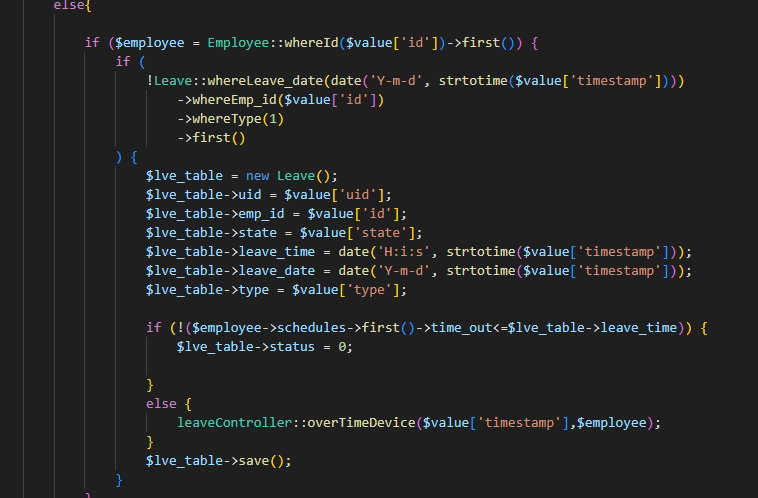 else{
if ($employee = Employee::whereId($value['id'])->first()) {
if (
!Leave::whereLeave_date(date('Y-m-d', strtotime($value['timestamp'])))
->whereEmp_id($value['id'])
->whereType(1)
->first()
) {
$lve_table = new Leave();
$lve_table->uid = $value['uid'];
$lve_table->emp_id = $value['id'];
$lve_table->state = $value['state'];
$lve_table->leave_time = date('H:i:s', strtotime($value['timestamp']));
$lve_table->leave_date = date('Y-m-d', strtotime($value['timestamp']));
$lve_table->type = $value['type'];
if (!($employee->schedules->first()->time_out<=$lve_table->leave_time)) {
$lve_table->status = 0;
}
else {
leaveController::overTimeDevice($value['timestamp'],$employee);
}
$lve_table->save();
}
}